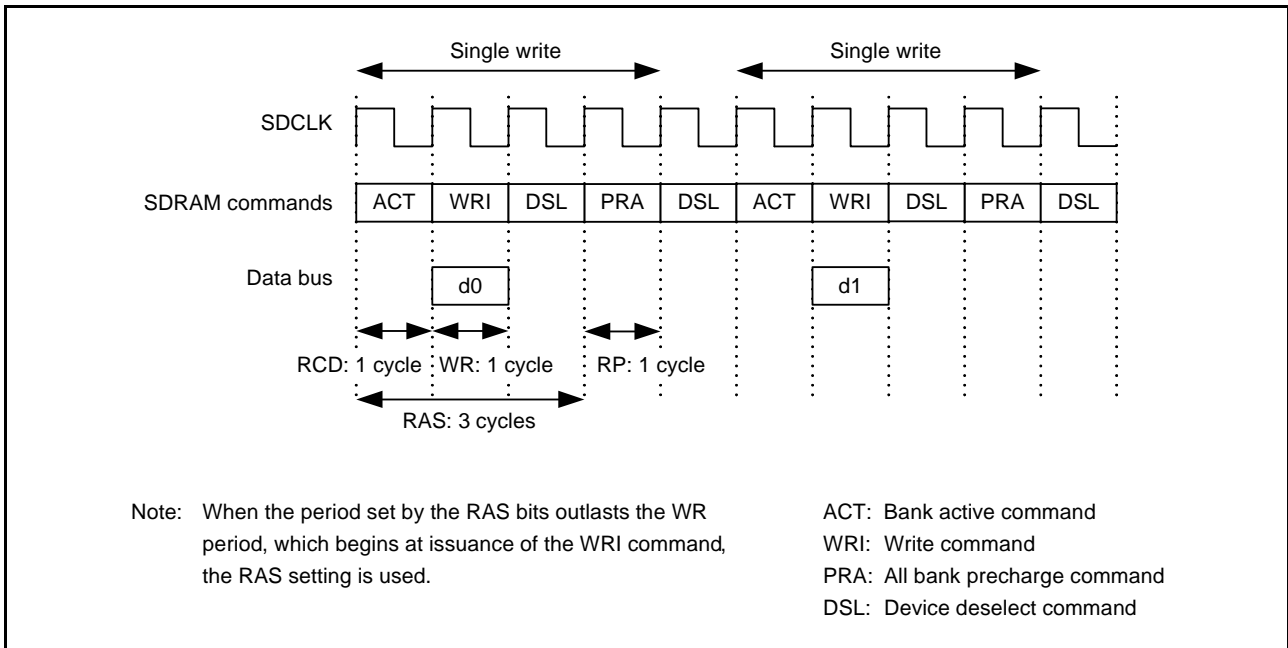 Single write Single write
SDCLK
SDRAM commands ACT WRI DSL PRA DSL ACT WRI DSL PRA DSL
Data bus d0 d1
RCD: 1 cycle WR: 1 cycle RP: 1 cycle
RAS: 3 cycles
Note: When the period set by the RAS bits outlasts the WR
period, which begins at issuance of the WRI command,
the RAS setting is used.
ACT: Bank active command
WRI: Write command
PRA: All bank precharge command
DSL: Device deselect command